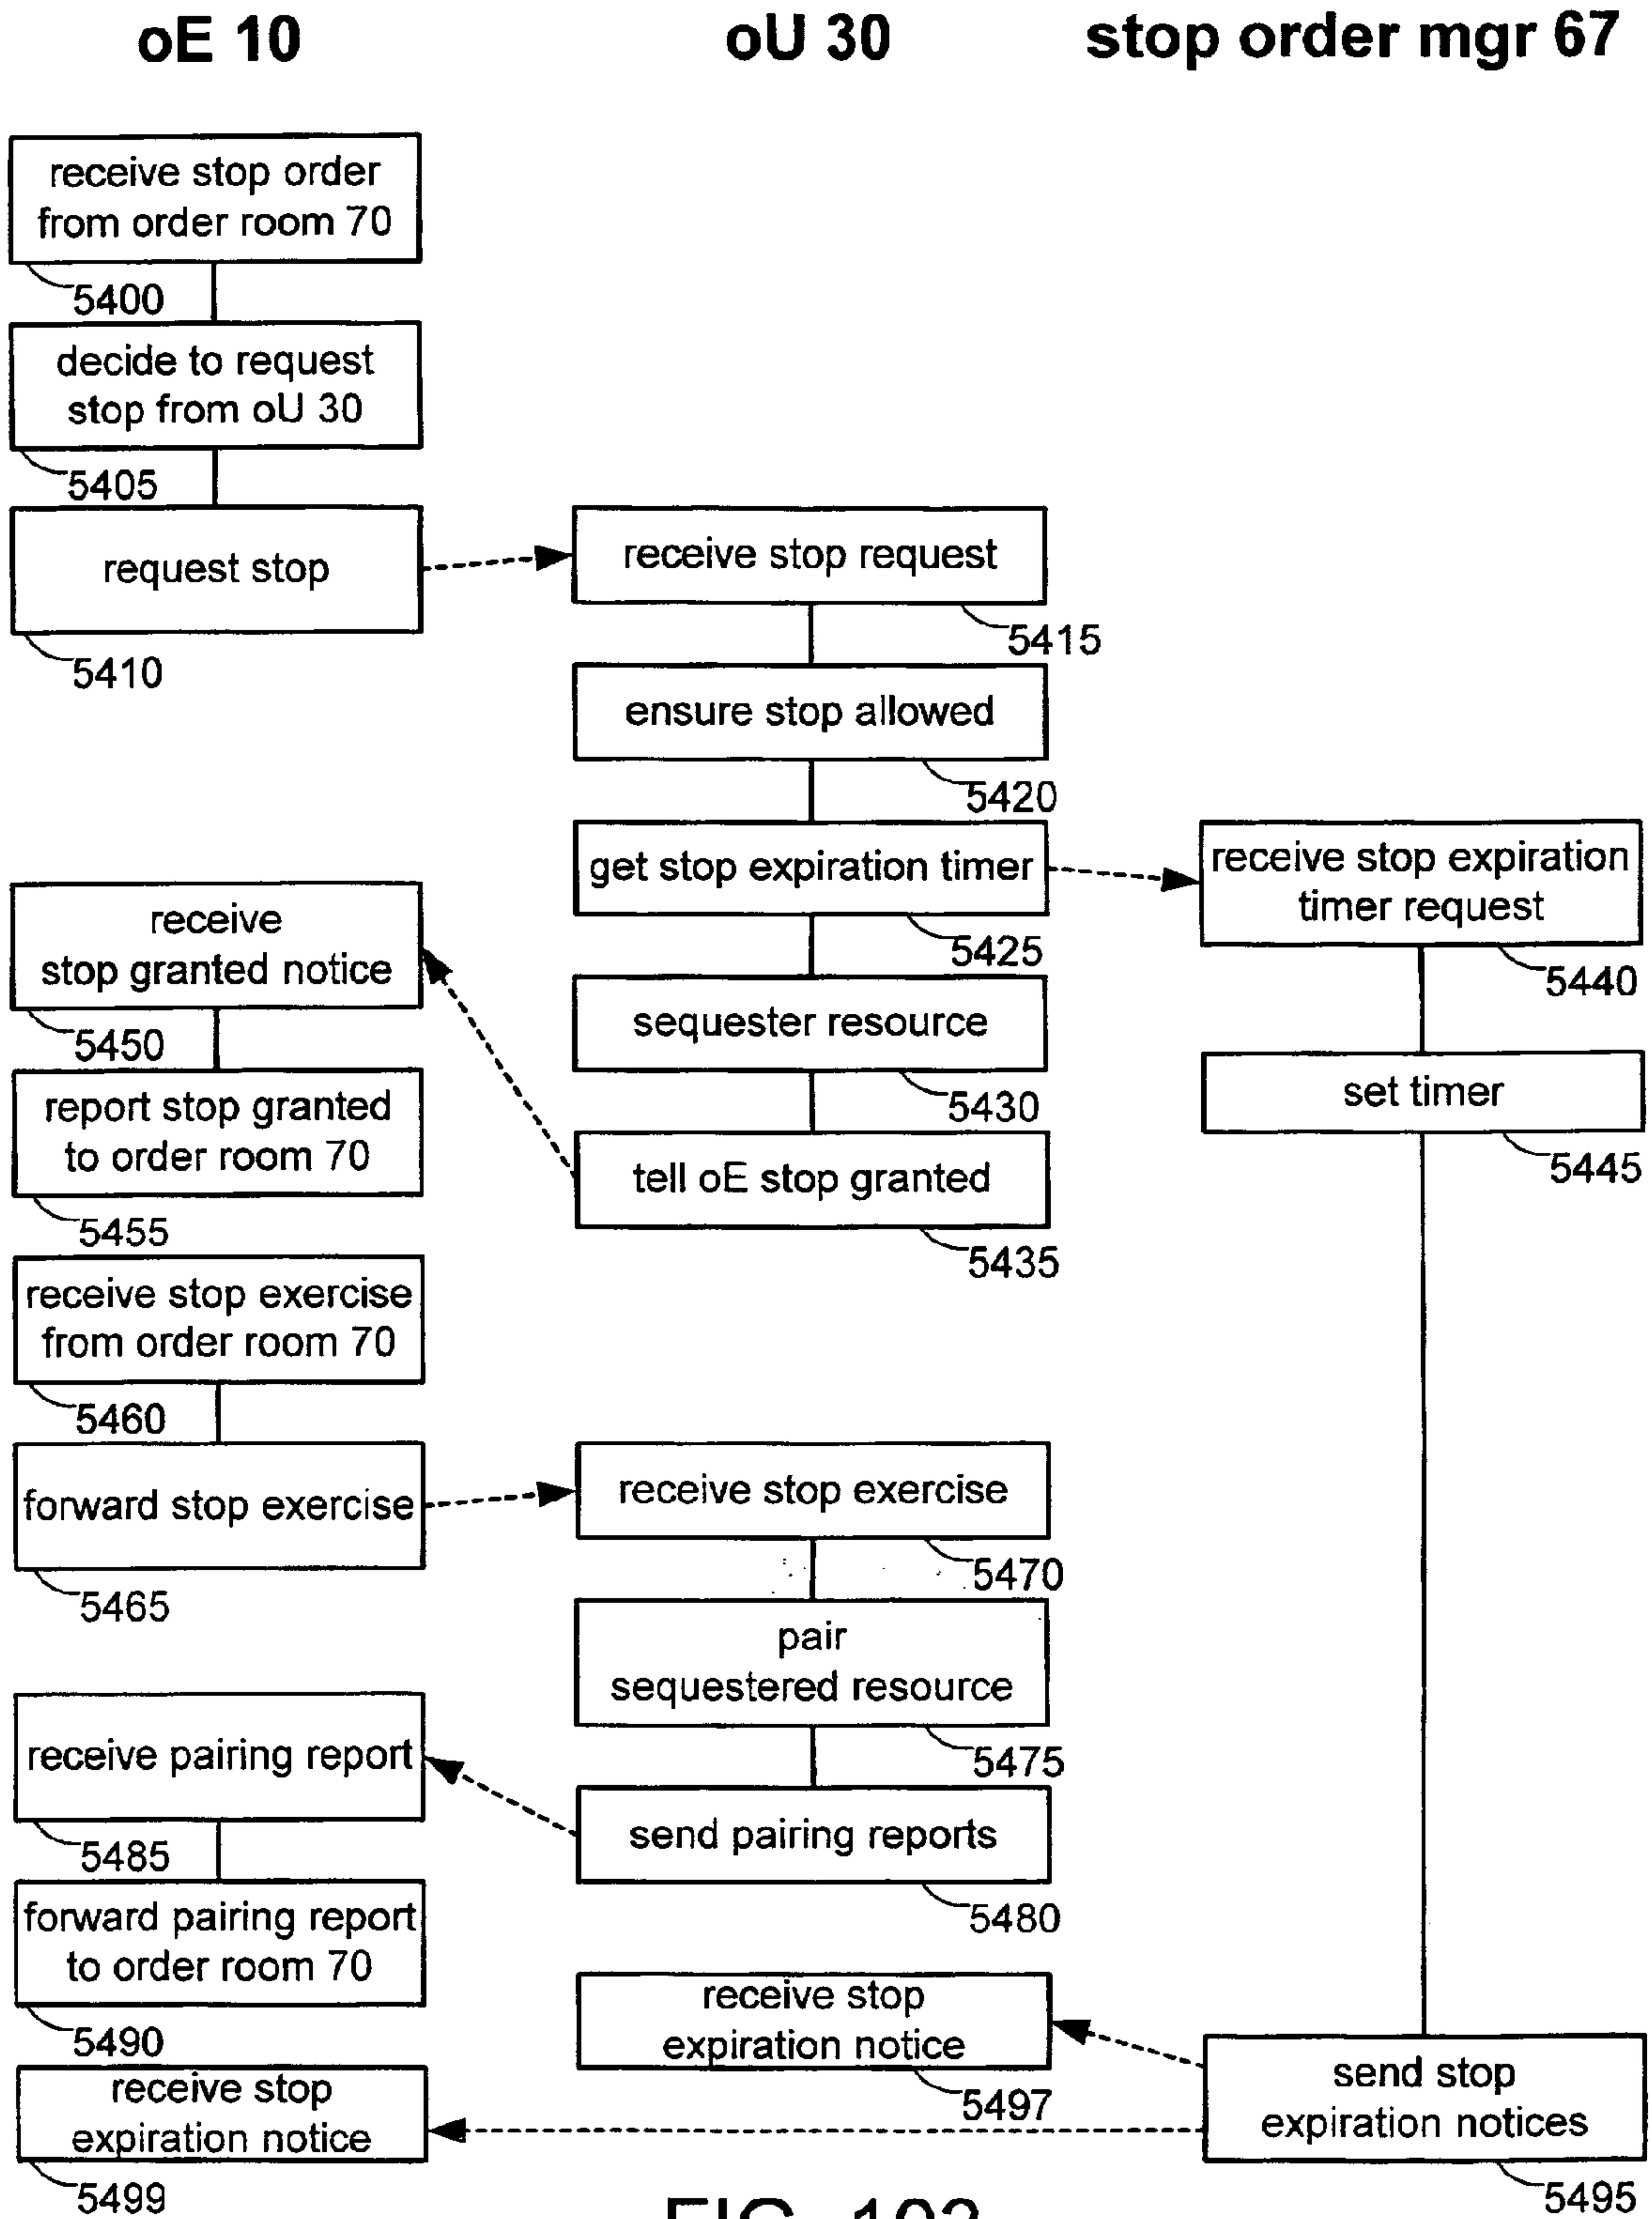 oE 10
oU 30
stop order mgr 67
receive stop order
from order room 70
5400
decide to request
stop from oU 30
5405
request stop
5410
receive stop request
5415
ensure stop allowed
5420
get stop expiration timer
5425
receive stop expiration
timer request
5440
receive
stop granted notice
5450
sequester resource
5430
set timer
5445
report stop granted
to order room 70
5455
tell oE stop granted
5435
receive stop exercise
from order room 70
5460
forward stop exercise
5465
receive stop exercise
5470
pair
sequestered resource
5475
receive pairing report
5485
send pairing reports
5480
forward pairing report
to order room 70
5490
receive stop
expiration notice
5497
send stop
expiration notices
5495
receive stop
expiration notice
5499